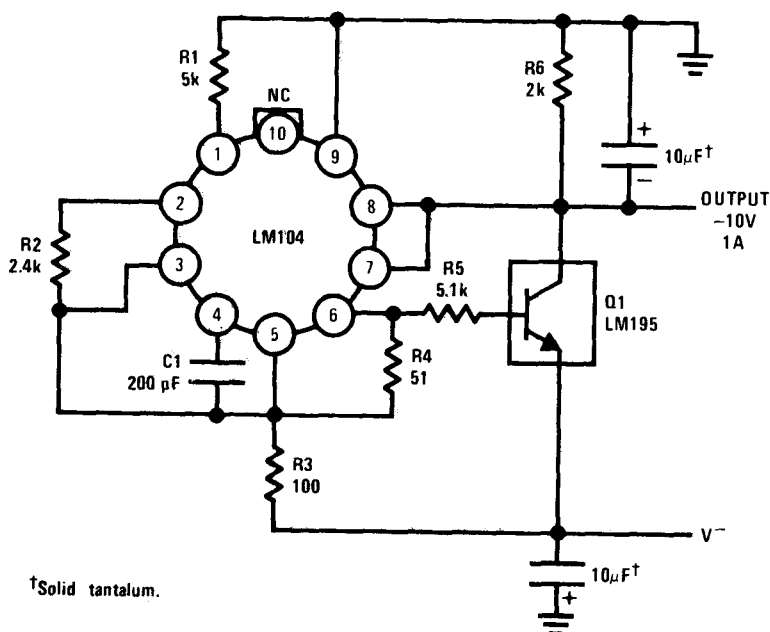 R1
5k
NC
10
1
9
2
8
LM104
3
7
4
5
6
R2
2.4k
C1
200 pF
R3
100
R4
51
R5
5.1k
R6
2k
+
10μF†
−
OUTPUT
−10V
1A
Q1
LM195
V−
10μF†
+
†Solid tantalum.